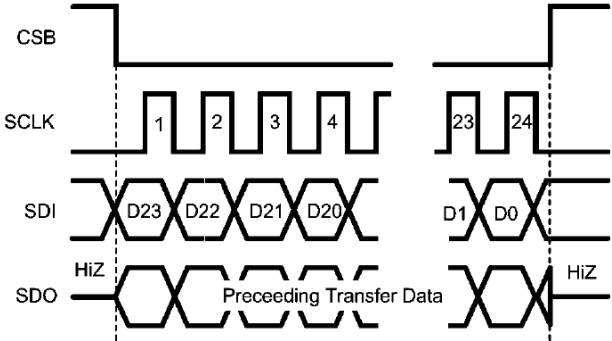 CSB
SCLK 1 2 3 4 23 24
SDI D23 D22 D21 D20 D1 D0
HiZ HiZ
SDO Preceeding Transfer Data